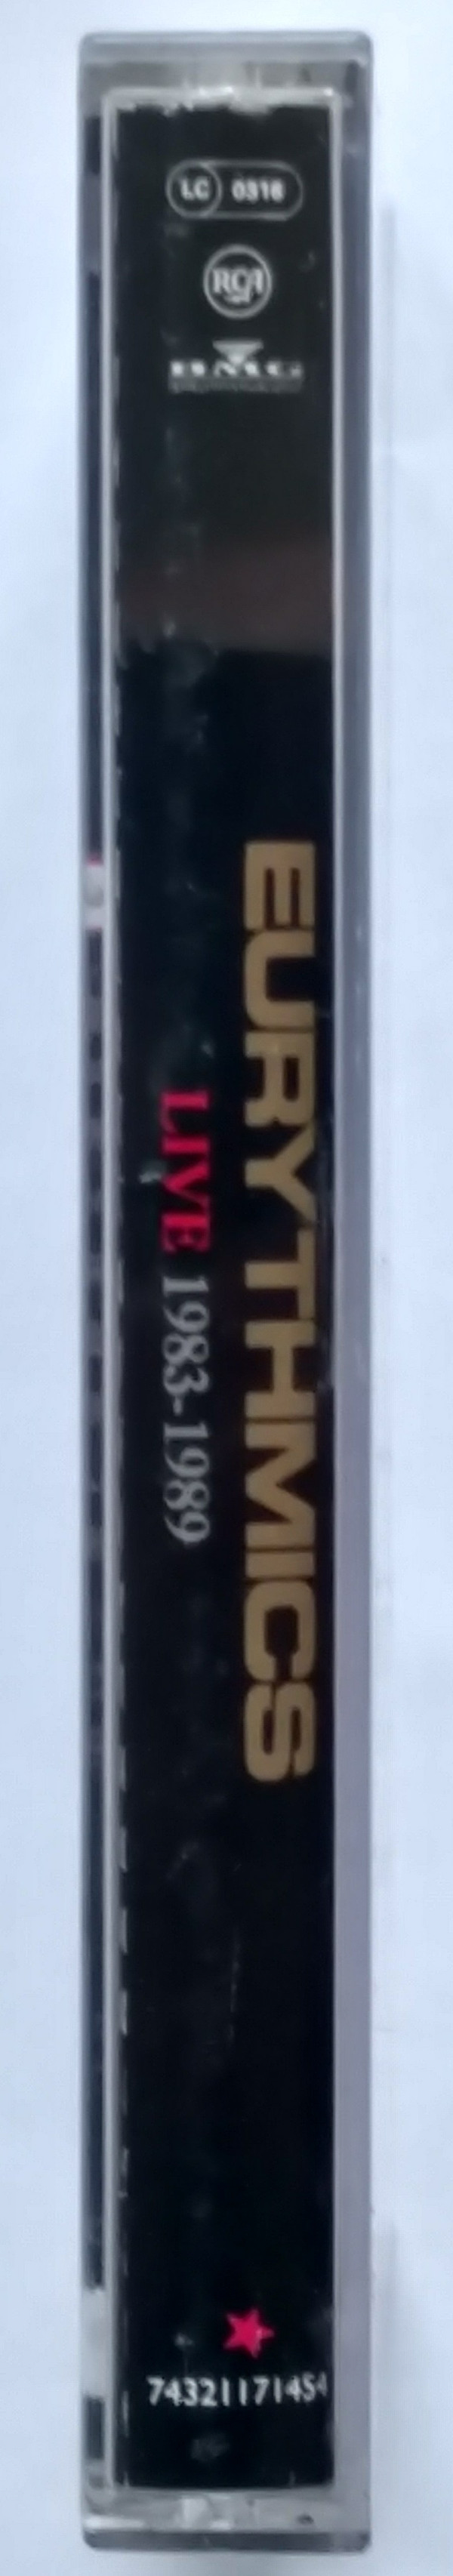 LC 0316
RCA
BMG
EURYTHMICS
LIVE 1983-1989
74321171454